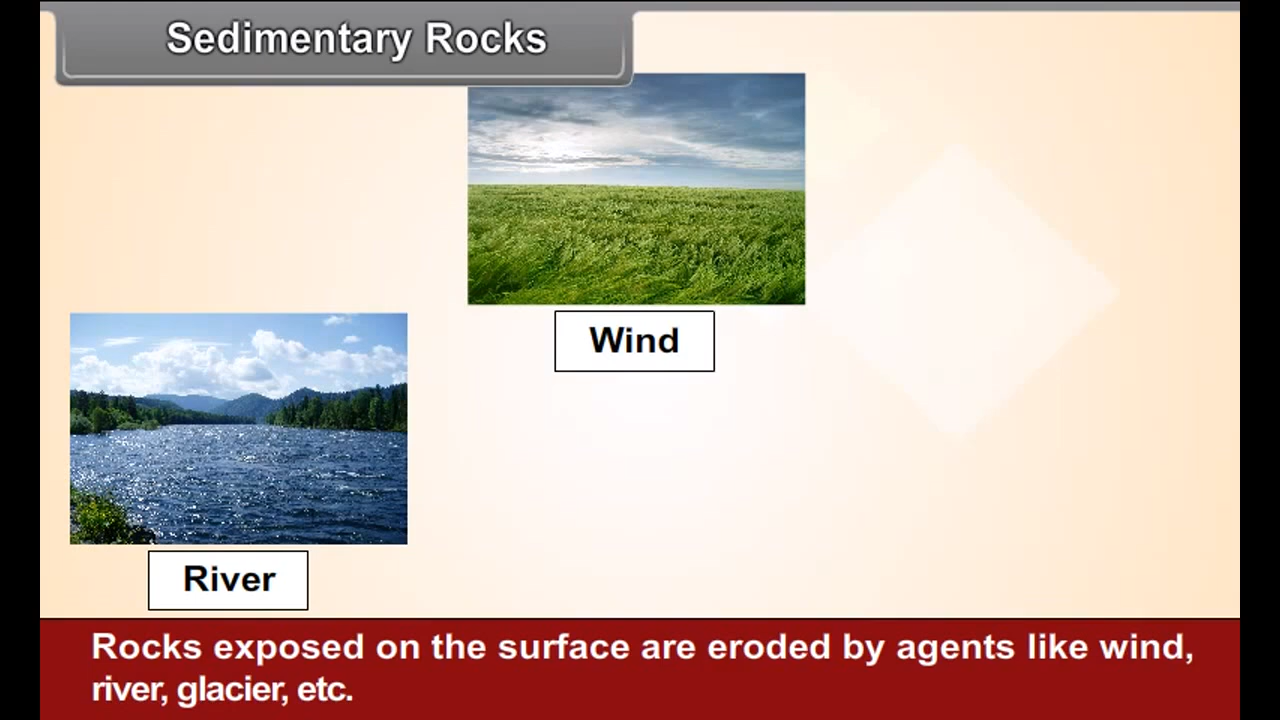 Sedimentary Rocks
Wind
River
Rocks exposed on the surface are eroded by agents like wind,
river, glacier, etc.